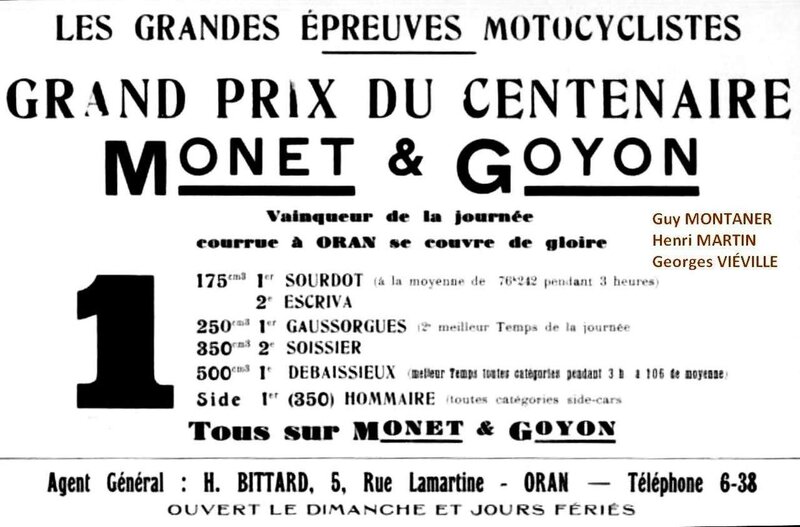 LES GRANDES ÉPREUVES MOTOCYCLISTES
GRAND PRIX DU CENTENAIRE
MONET & GOYON
Vainqueur de la journée
courrue à ORAN se couvre de gloire
Guy MONTANER
Henri MARTIN
Georges VIÉVILLE
1
175cm3 1er SOURDOT (à la moyenne de 76k242 pendant 3 heures)
2e ESCRIVA
250cm3 1er GAUSSORGUES (2e meilleur Temps de la journée
350cm3 2e SOISSIER
500cm3 1e DEBAISSIEUX (meilleur Temps toutes catégories pendant 3 h à 106 de moyenne)
Side 1er (350) HOMMAIRE (toutes catégories side-cars
Tous sur MONET & GOYON
Agent Général : H. BITTARD, 5, Rue Lamartine - ORAN — Téléphone 6-38
OUVERT LE DIMANCHE ET JOURS FÉRIÉS